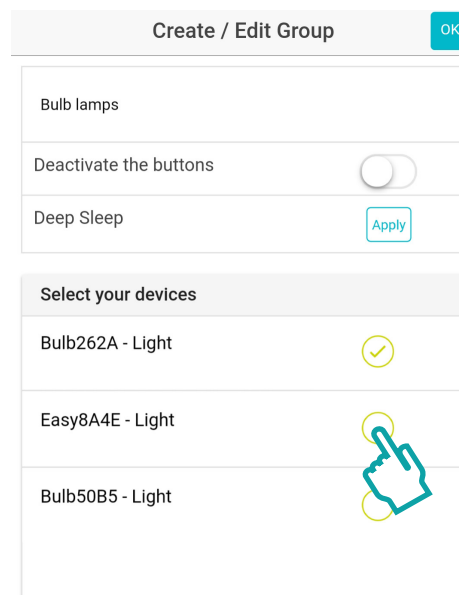 Create / Edit Group
OK
Bulb lamps
Deactivate the buttons
Deep Sleep
Apply
Select your devices
Bulb262A - Light
Easy8A4E - Light
Bulb50B5 - Light